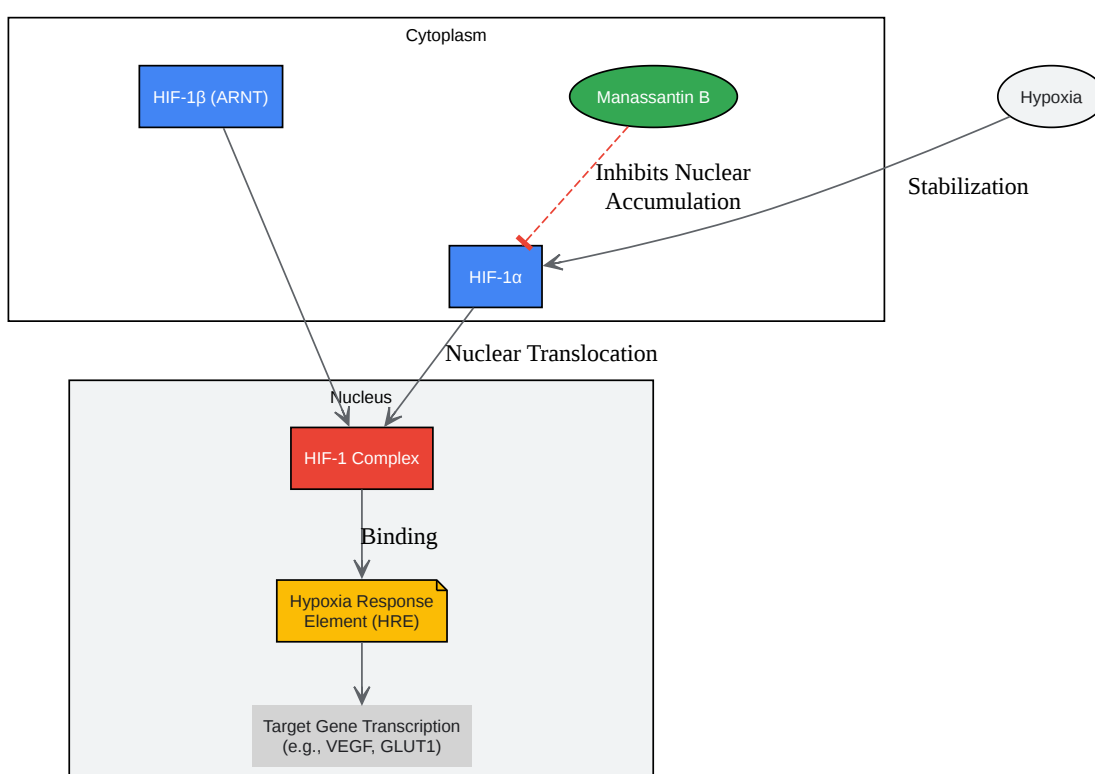 Cytoplasm
HIF-1β (ARNT)
Manassantin B
Hypoxia
Inhibits Nuclear
Accumulation
Stabilization
HIF-1α
Nuclear Translocation
Nucleus
HIF-1 Complex
Binding
Hypoxia Response
Element (HRE)
Target Gene Transcription
(e.g., VEGF, GLUT1)